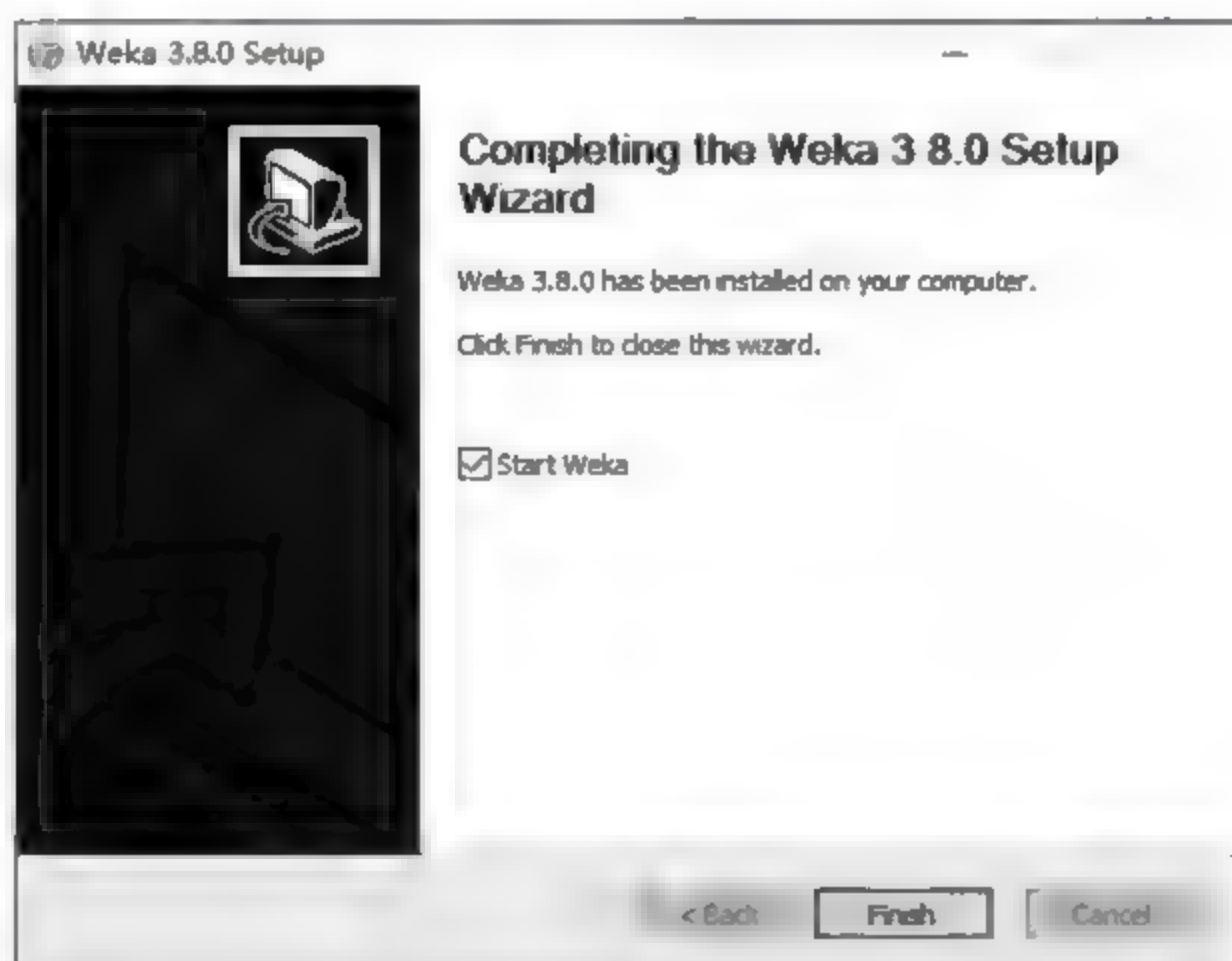 Weka 3.8.0 Setup
Completing the Weka 3 8.0 Setup
Wizard
Weka 3.8.0 has been installed on your computer.
Click Finish to close this wizard.
Start Weka
< Back
Finish
Cancel